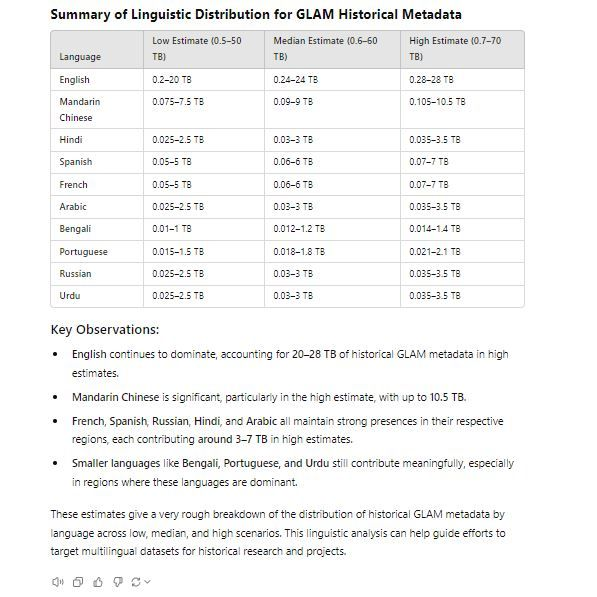 Summary of Linguistic Distribution for GLAM Historical Metadata
Language Low Estimate (0.5–50 TB) Median Estimate (0.6–60 TB) High Estimate (0.7–70 TB)
English 0.2–20 TB 0.24–24 TB 0.28–28 TB
Mandarin Chinese 0.075–7.5 TB 0.09–9 TB 0.105–10.5 TB
Hindi 0.025–2.5 TB 0.03–3 TB 0.035–3.5 TB
Spanish 0.05–5 TB 0.06–6 TB 0.07–7 TB
French 0.05–5 TB 0.06–6 TB 0.07–7 TB
Arabic 0.025–2.5 TB 0.03–3 TB 0.035–3.5 TB
Bengali 0.01–1 TB 0.012–1.2 TB 0.014–1.4 TB
Portuguese 0.015–1.5 TB 0.018–1.8 TB 0.021–2.1 TB
Russian 0.025–2.5 TB 0.03–3 TB 0.035–3.5 TB
Urdu 0.025–2.5 TB 0.03–3 TB 0.035–3.5 TB
Key Observations:
• English continues to dominate, accounting for 20–28 TB of historical GLAM metadata in high
estimates.
• Mandarin Chinese is significant, particularly in the high estimate, with up to 10.5 TB.
• French, Spanish, Russian, Hindi, and Arabic all maintain strong presences in their respective
regions, each contributing around 3–7 TB in high estimates.
• Smaller languages like Bengali, Portuguese, and Urdu still contribute meaningfully, especially
in regions where these languages are dominant.
These estimates give a very rough breakdown of the distribution of historical GLAM metadata by
language across low, median, and high scenarios. This linguistic analysis can help guide efforts to
target multilingual datasets for historical research and projects.